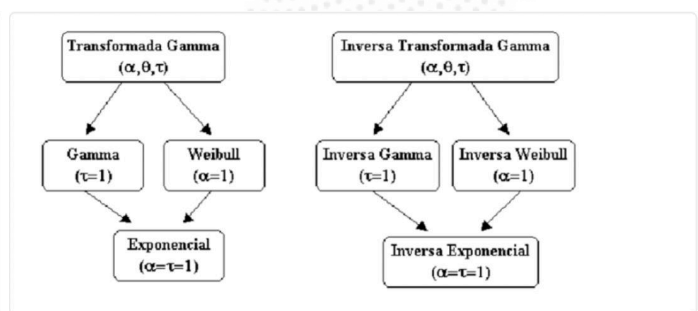 Transformada Gamma
(α,θ,τ)
Gamma
(τ=1)
Weibull
(α=1)
Exponencial
(α=τ=1)
Inversa Transformada Gamma
(α,θ,τ)
Inversa Gamma
(τ=1)
Inversa Weibull
(α=1)
Inversa Exponencial
(α=τ=1)